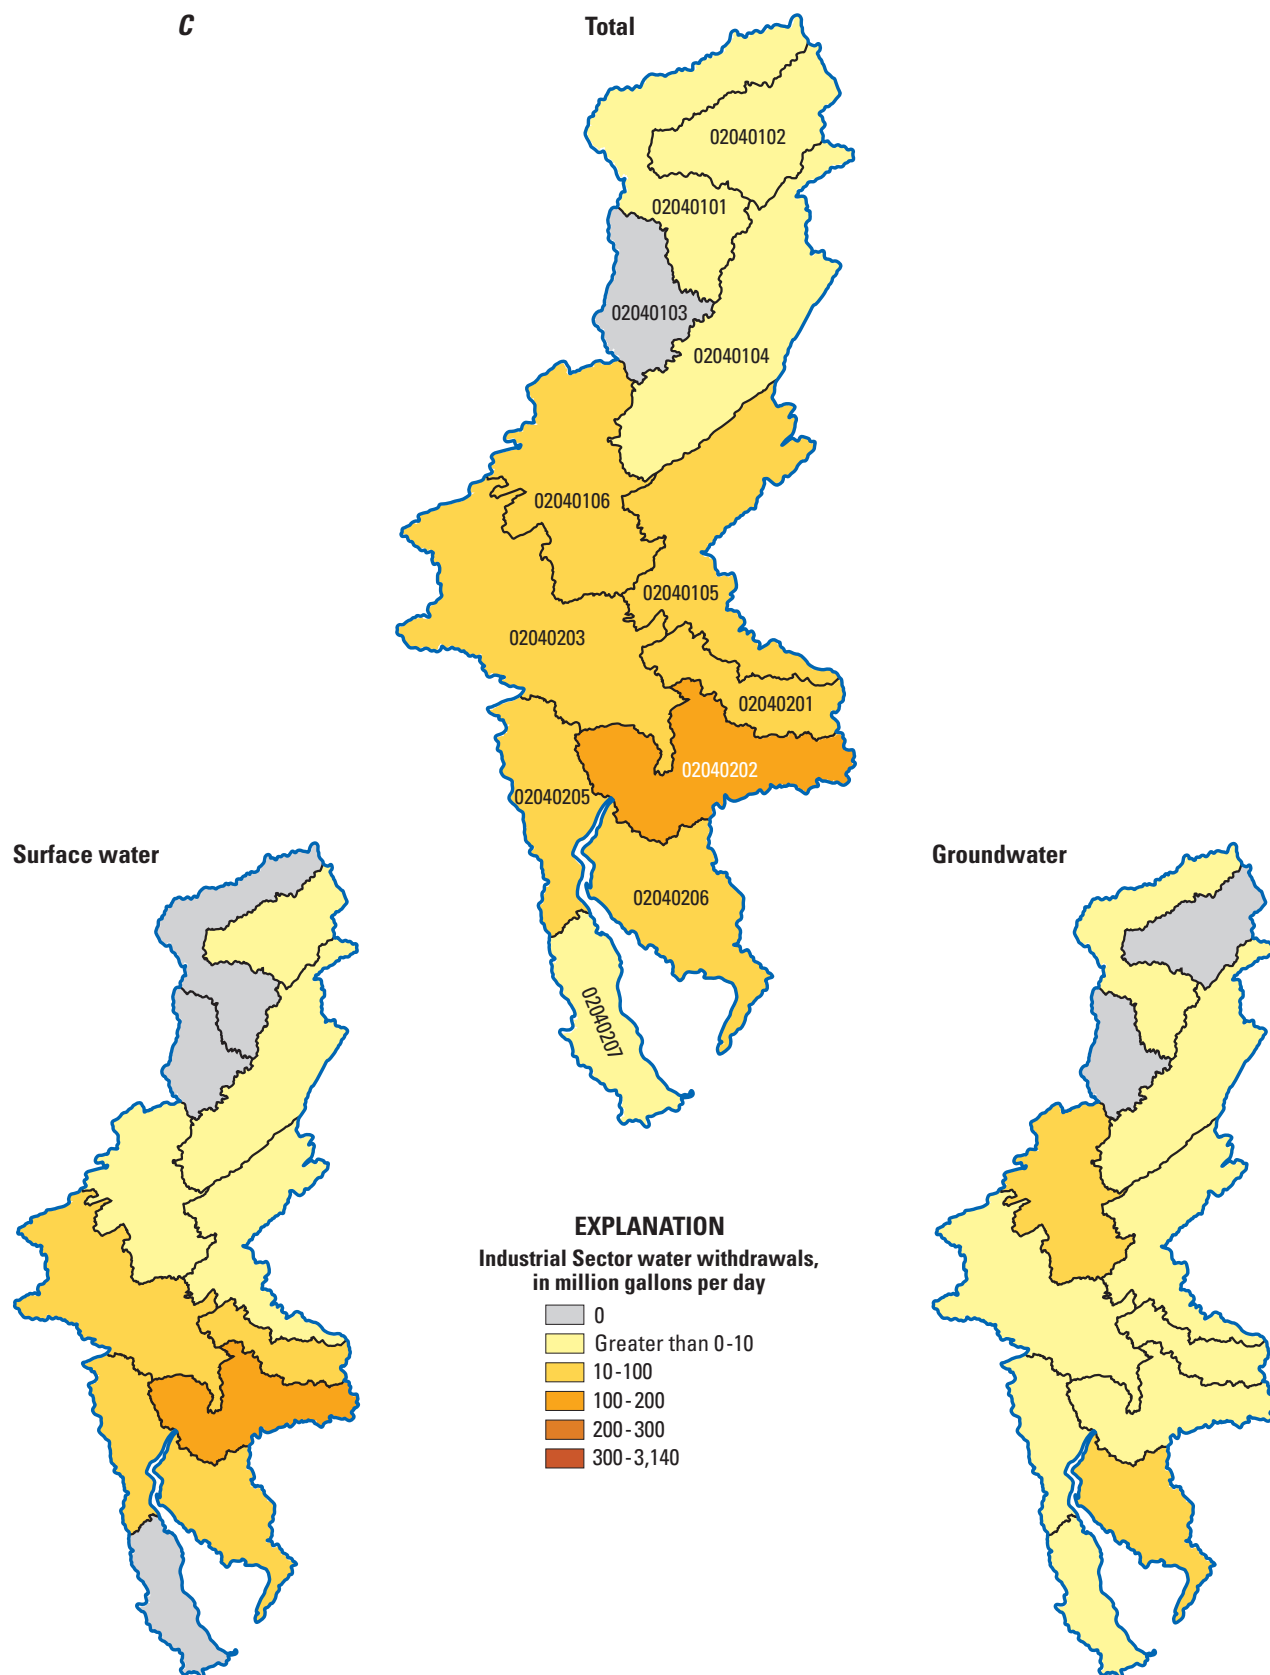 C
Total
02040102
02040101
02040103
02040104
02040106
02040105
02040203
02040201
02040202
02040205
02040206
02040207
Surface water
Groundwater
EXPLANATION
Industrial Sector water withdrawals,
in million gallons per day
0
Greater than 0-10
10-100
100-200
200-300
300-3,140